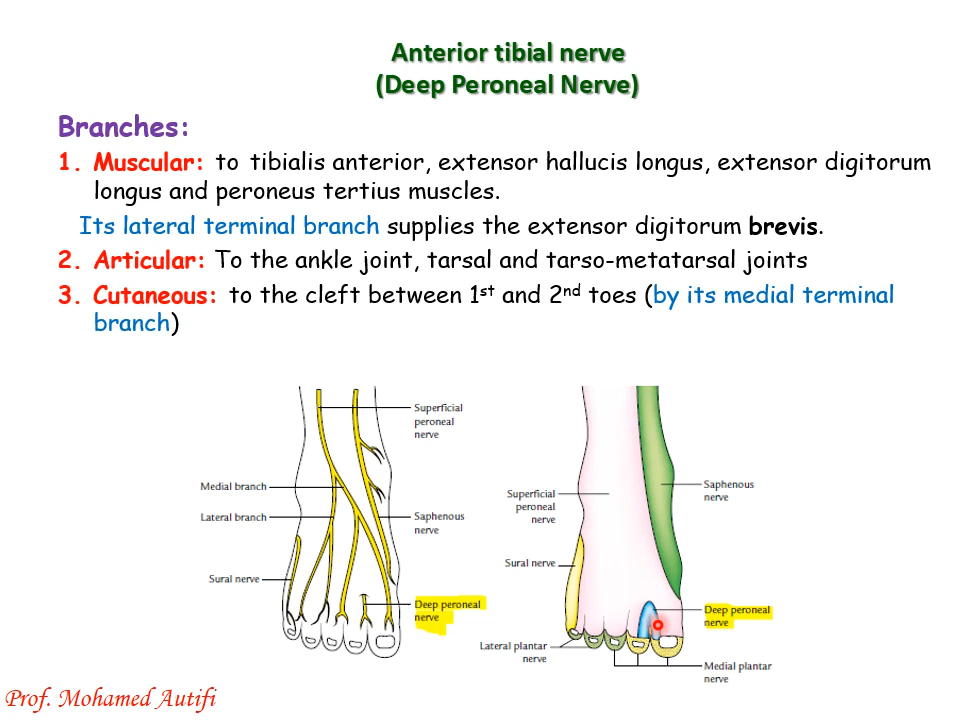 Anterior tibial nerve
(Deep Peroneal Nerve)
Branches:
1. Muscular: to tibialis anterior, extensor hallucis longus, extensor digitorum
longus and peroneus tertius muscles.
Its lateral terminal branch supplies the extensor digitorum brevis.
2. Articular: To the ankle joint, tarsal and tarso-metatarsal joints
3. Cutaneous: to the cleft between 1st and 2nd toes (by its medial terminal
branch)
Superficial
peroneal
nerve
Medial branch
Lateral branch
Saphenous
nerve
Sural nerve
Deep peroneal
nerve
Superficial
peroneal
nerve
Saphenous
nerve
Sural nerve
Deep peroneal
nerve
Lateral plantar
nerve
Medial plantar
nerve
Prof. Mohamed Autifi